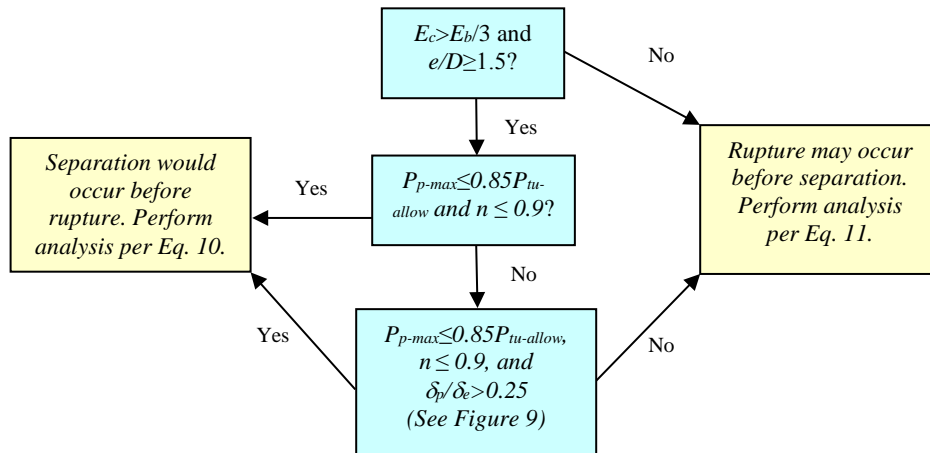 E_c>E_b/3 and
e/D≥1.5?
No
Yes
Separation would
occur before
rupture. Perform
analysis per Eq. 10.
Yes
P_p-max≤0.85P_tu-
allow and n ≤ 0.9?
Rupture may occur
before separation.
Perform analysis
per Eq. 11.
No
Yes
P_p-max≤0.85P_tu-allow,
n ≤ 0.9, and
δ_p/δ_e>0.25
(See Figure 9)
No